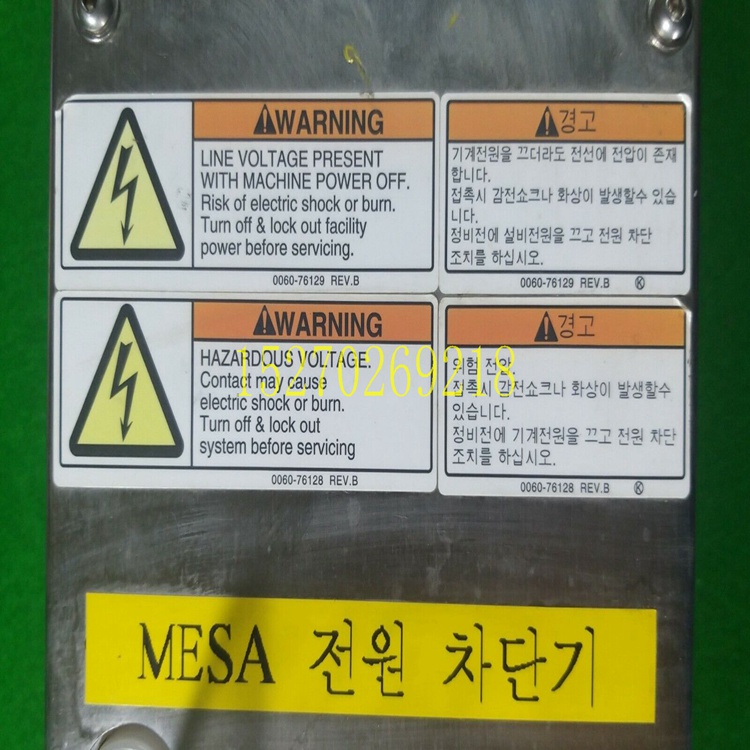 WARNING
LINE VOLTAGE PRESENT
WITH MACHINE POWER OFF.
Risk of electric shock or burn.
Turn off & lock out facility
power before servicing.
0060-76129 REV.B
경고
기계전원을 끄더라도 전선에 전압이 존재
합니다.
접촉시 감전쇼크나 화상이 발생할수 있습
니다.
정비전에 설비전원을 끄고 전원 차단
조치를 하십시오.
0060-76129 REV.B Ⓚ
WARNING
HAZARDOUS VOLTAGE.
Contact may cause
electric shock or burn.
Turn off & lock out
system before servicing
0060-76128 REV.B
경고
위험 전압.
접촉시 감전쇼크나 화상이 발생할수
있습니다.
정비전에 기계전원을 끄고 전원 차단
조치를 하십시오.
0060-76128 REV.B Ⓚ
15270269218
MESA 전원 차단기